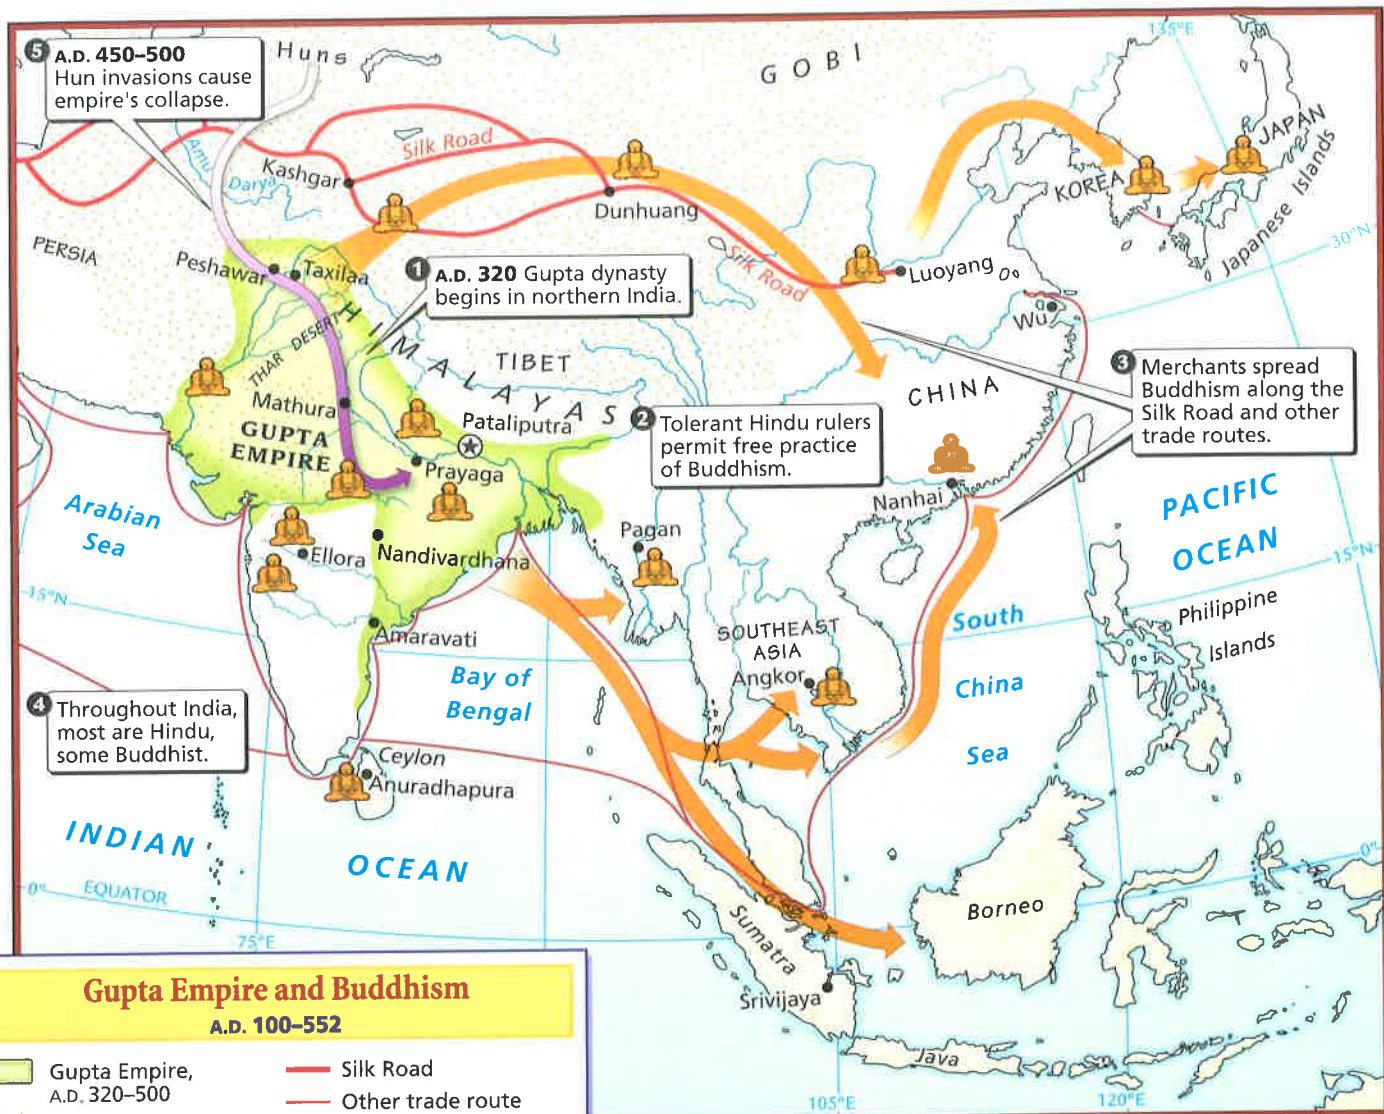 135°E
5 A.D. 450–500
Hun invasions cause
empire's collapse.
Huns
GOBI
JAPAN
Japanese Islands
Silk Road
Amu
Darya
Kashgar
KOREA
Dunhuang
PERSIA
30°N
Peshawar
Taxilaa
1 A.D. 320 Gupta dynasty
begins in northern India.
Silk Road
Luoyang
Wu
HIMALAYAS
THAR DESERT
TIBET
CHINA
3 Merchants spread
Buddhism along the
Silk Road and other
trade routes.
Mathura
GUPTA
EMPIRE
Pataliputra
2 Tolerant Hindu rulers
permit free practice
of Buddhism.
Prayaga
Nanhai
PACIFIC
OCEAN
Arabian
Sea
Pagan
Ellora
Nandivardhana
15°N
15°N
Philippine
Islands
South
China
Sea
SOUTHEAST
ASIA
Angkor
Amaravati
Bay of
Bengal
4 Throughout India,
most are Hindu,
some Buddhist.
Ceylon
Anuradhapura
INDIAN
OCEAN
0°
EQUATOR
0°
75°E
Borneo
Sumatra
Srivijaya
Java
105°E
120°E
Gupta Empire and Buddhism
A.D. 100–552
Gupta Empire,
A.D. 320–500
Silk Road
Other trade route